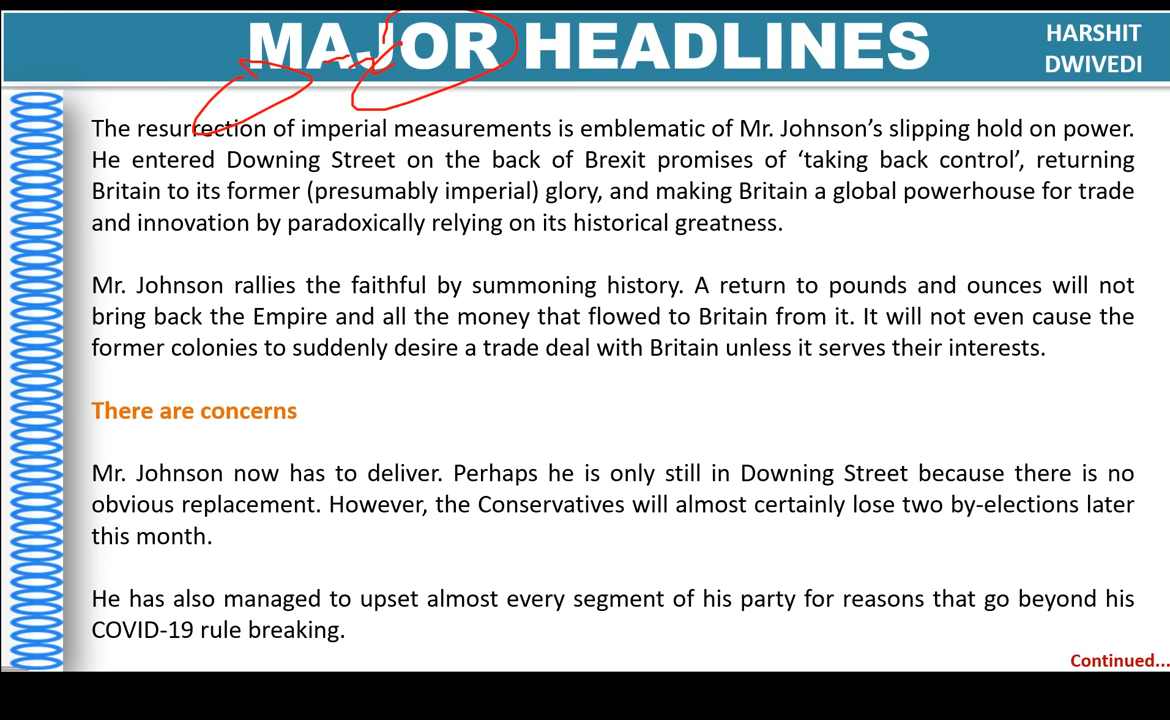 MAJOR HEADLINES
HARSHIT
DWIVEDI
The resurrection of imperial measurements is emblematic of Mr. Johnson’s slipping hold on power.
He entered Downing Street on the back of Brexit promises of ‘taking back control’, returning
Britain to its former (presumably imperial) glory, and making Britain a global powerhouse for trade
and innovation by paradoxically relying on its historical greatness.
Mr. Johnson rallies the faithful by summoning history. A return to pounds and ounces will not
bring back the Empire and all the money that flowed to Britain from it. It will not even cause the
former colonies to suddenly desire a trade deal with Britain unless it serves their interests.
There are concerns
Mr. Johnson now has to deliver. Perhaps he is only still in Downing Street because there is no
obvious replacement. However, the Conservatives will almost certainly lose two by-elections later
this month.
He has also managed to upset almost every segment of his party for reasons that go beyond his
COVID-19 rule breaking.
Continued...